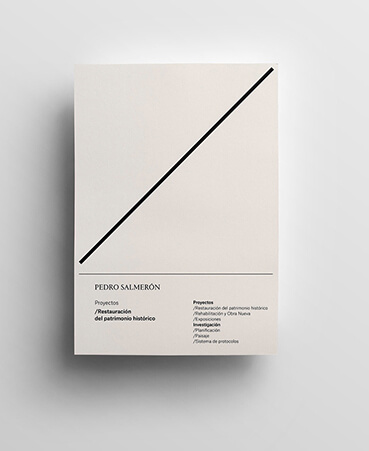 PEDRO SALMERÓN
Proyectos
/Restauración
del patrimonio histórico
Proyectos
/Restauración del patrimonio histórico
/Rehabilitación y Obra Nueva
/Exposiciones
Investigación
/Planificación
/Paisaje
/Sistema de protocolos